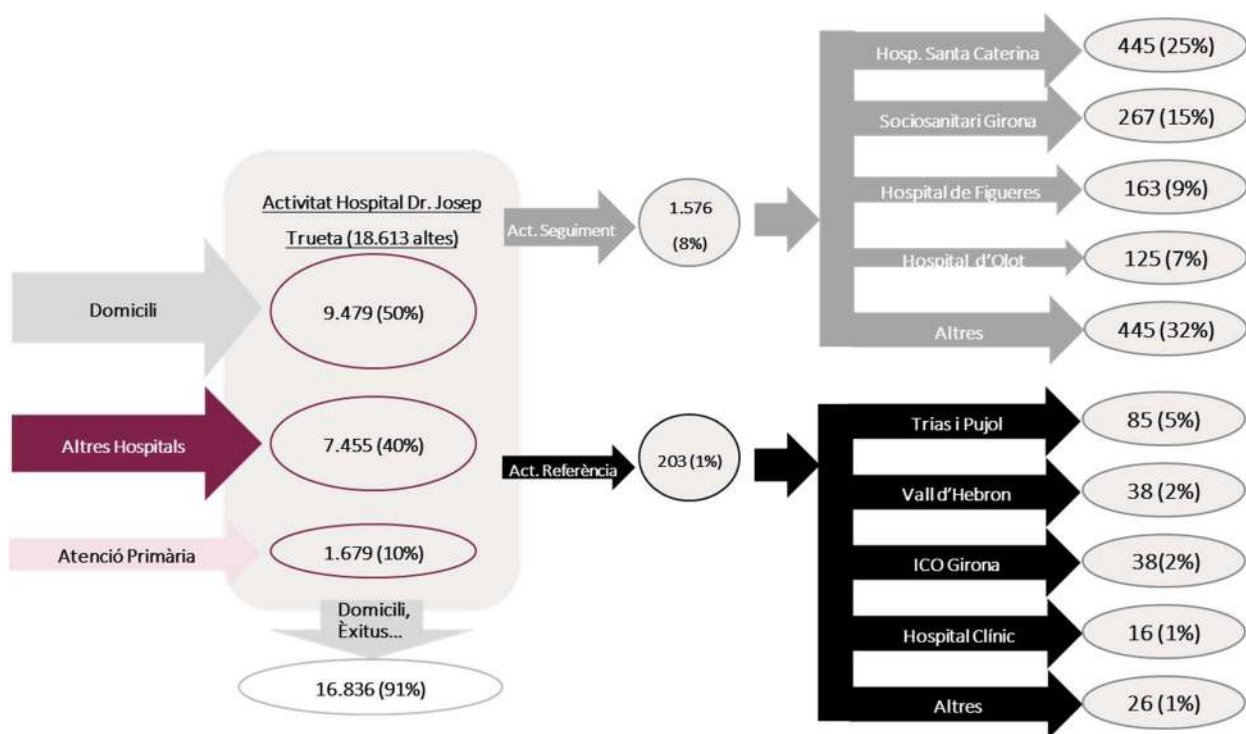 Activitat Hospital Dr. Josep
Trueta (18.613 altes)
Domicili
9.479 (50%)
Altres Hospitals
7.455 (40%)
Atenció Primària
1.679 (10%)
Domicili,
Èxitus...
16.836 (91%)
Act. Seguiment
1.576
(8%)
Hosp. Santa Caterina
445 (25%)
Sociosanitari Girona
267 (15%)
Hospital de Figueres
163 (9%)
Hospital d'Olot
125 (7%)
Altres
445 (32%)
Act. Referència
203 (1%)
Trias i Pujol
85 (5%)
Vall d'Hebron
38 (2%)
ICO Girona
38(2%)
Hospital Clínic
16 (1%)
Altres
26 (1%)